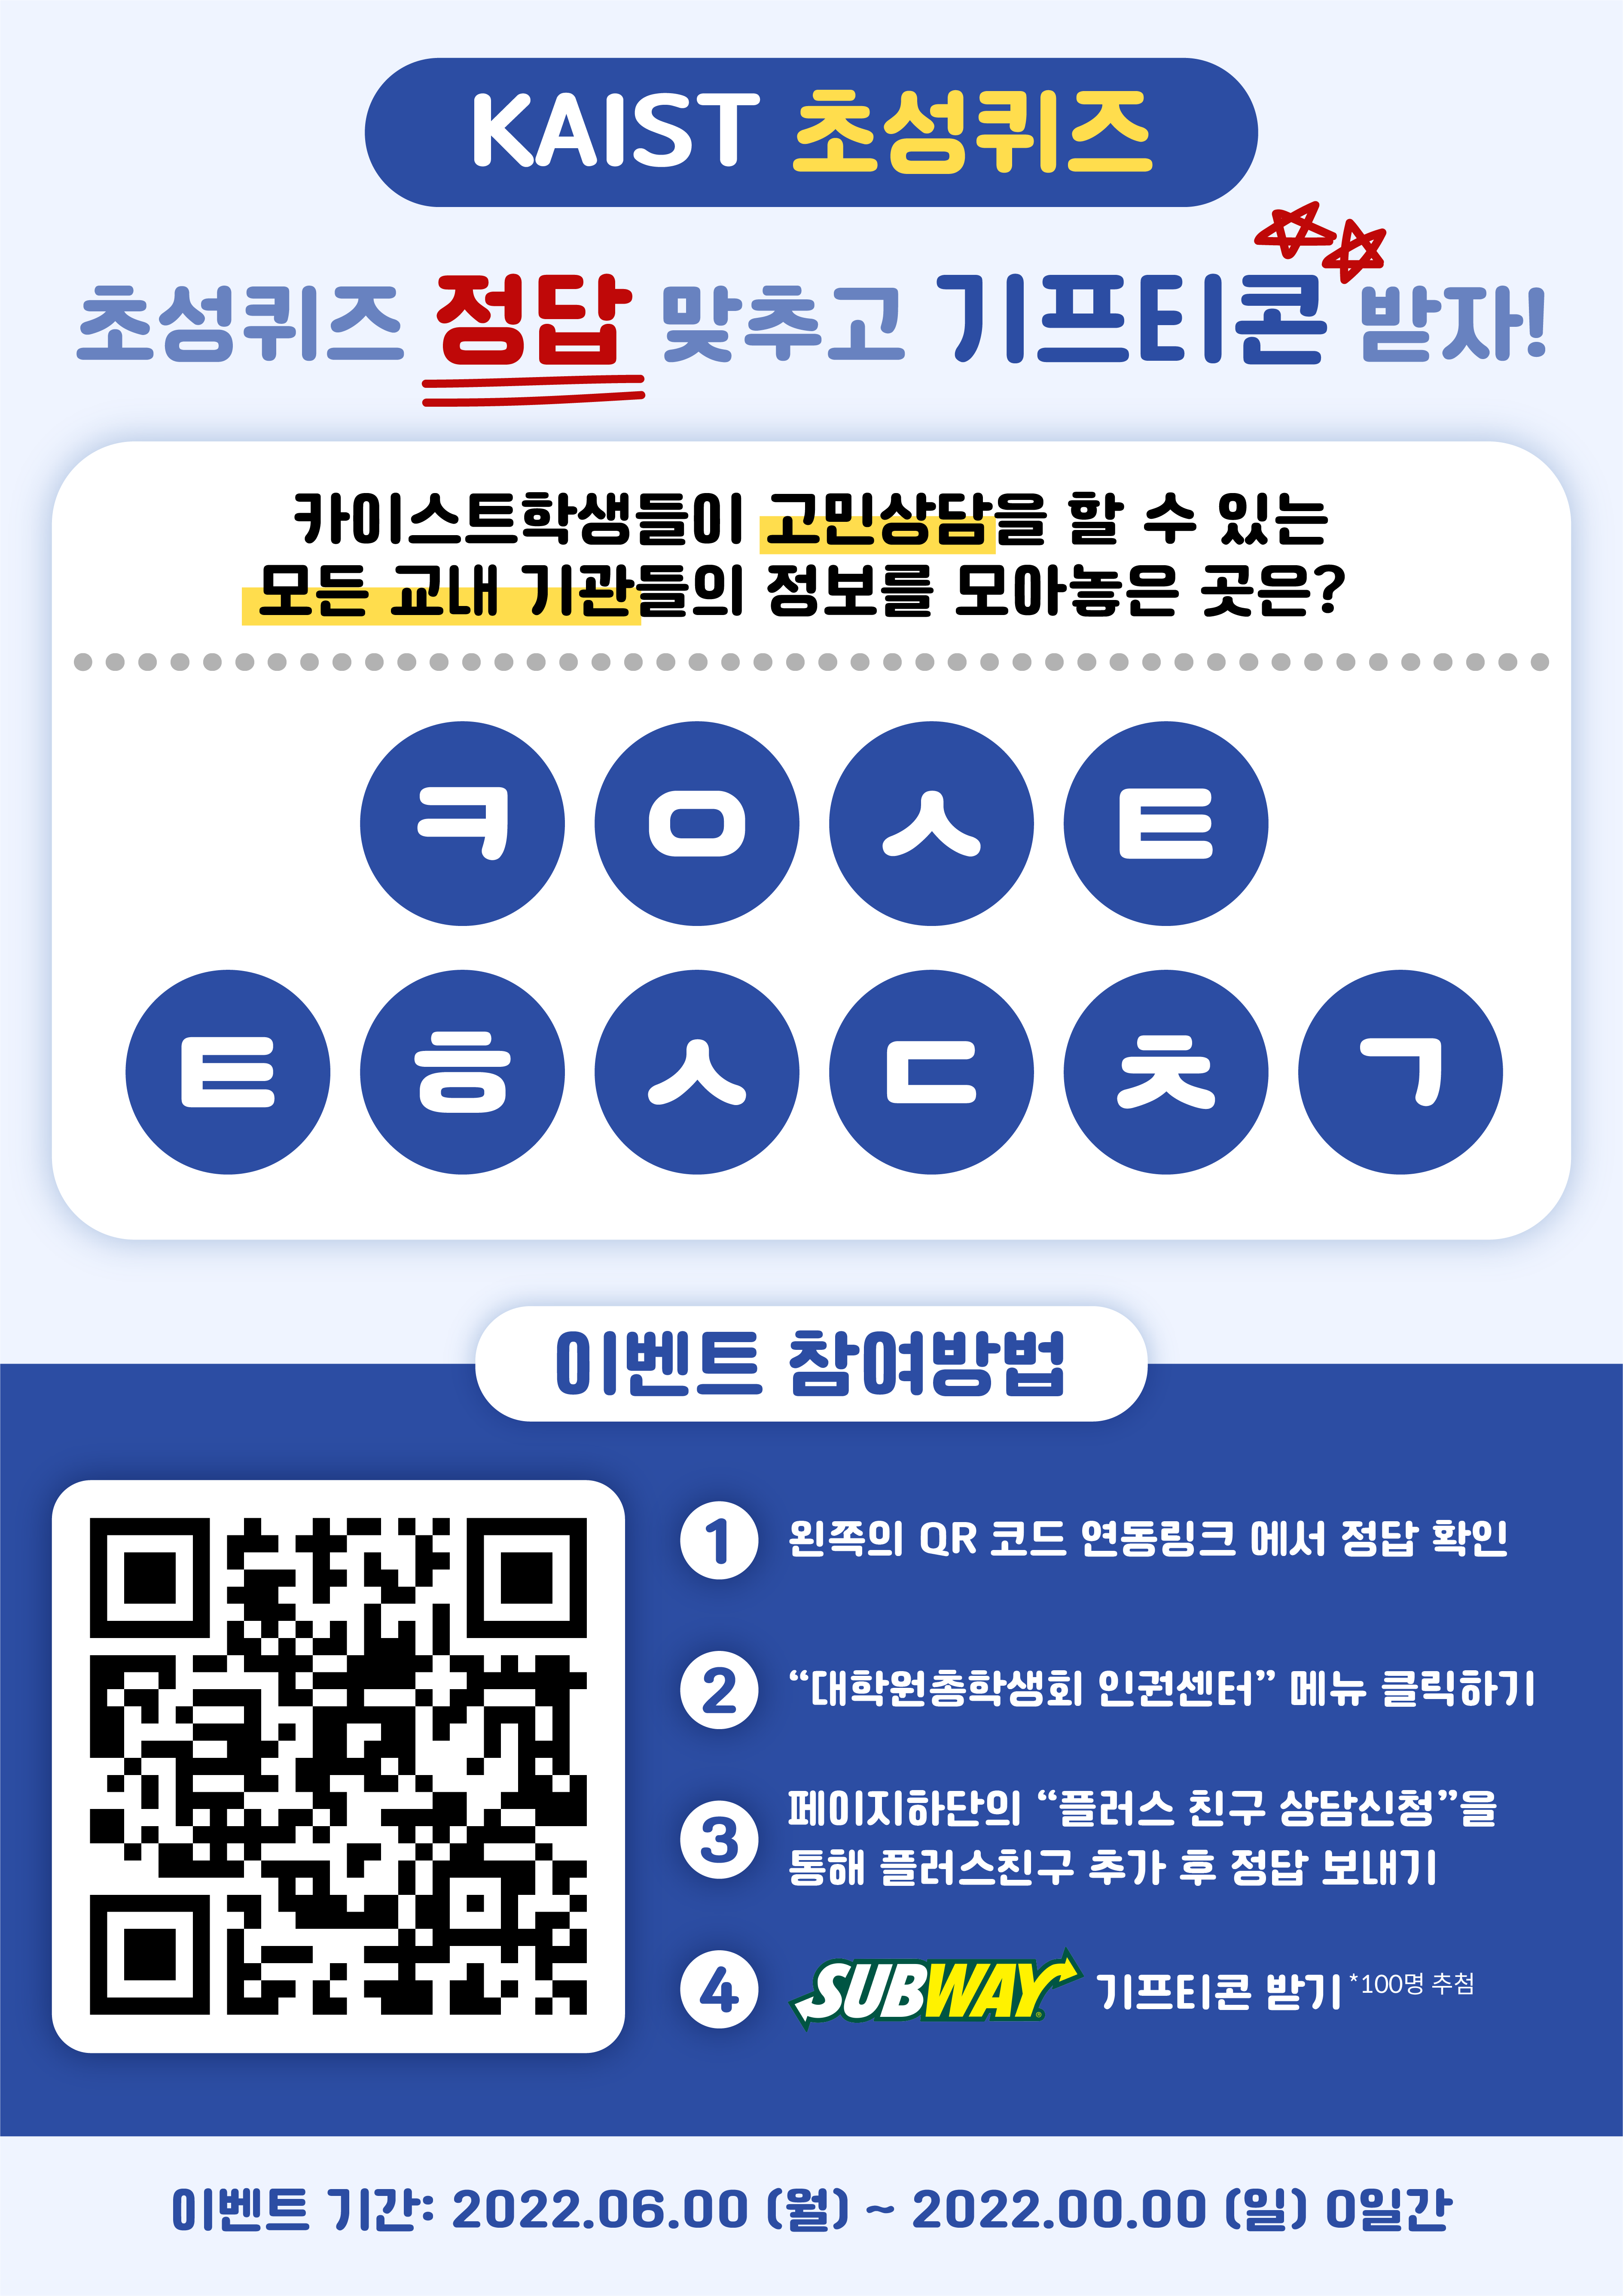 KAIST 초성퀴즈
초성퀴즈 정답 맞추고 기프티콘 받자!
카이스트학생들이 고민상담을 할 수 있는
모든 교내 기관들의 정보를 모아놓은 곳은?
ㅋ ㅇ ㅅ ㅌ
ㅌ ㅎ ㅅ ㄷ ㅊ ㄱ
이벤트 참여방법
1 왼쪽의 QR 코드 연동링크 에서 정답 확인
2 “대학원총학생회 인권센터” 메뉴 클릭하기
3 페이지하단의 “플러스 친구 상담신청”을
통해 플러스친구 추가 후 정답 보내기
4 SUBWAY 기프티콘 받기 *100명 추첨
이벤트 기간: 2022.06.00 (월) ~ 2022.00.00 (일) 0일간